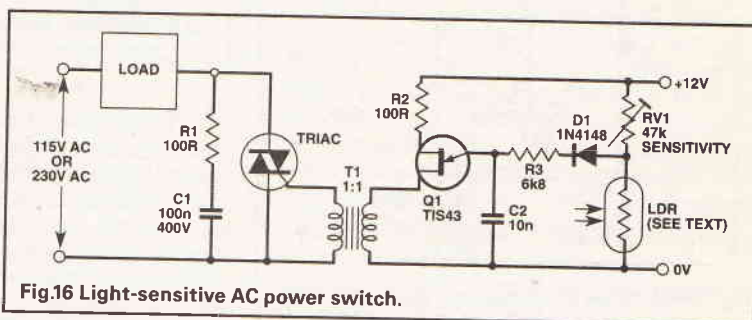 LOAD
R1
100R
115V AC
OR
230V AC
C1
100n
400V
TRIAC
T1
1:1
R2
100R
Q1
TIS43
C2
10n
R3
6k8
D1
1N4148
+12V
RV1
47k
SENSITIVITY
LDR
(SEE TEXT)
0V
Fig.16 Light-sensitive AC power switch.